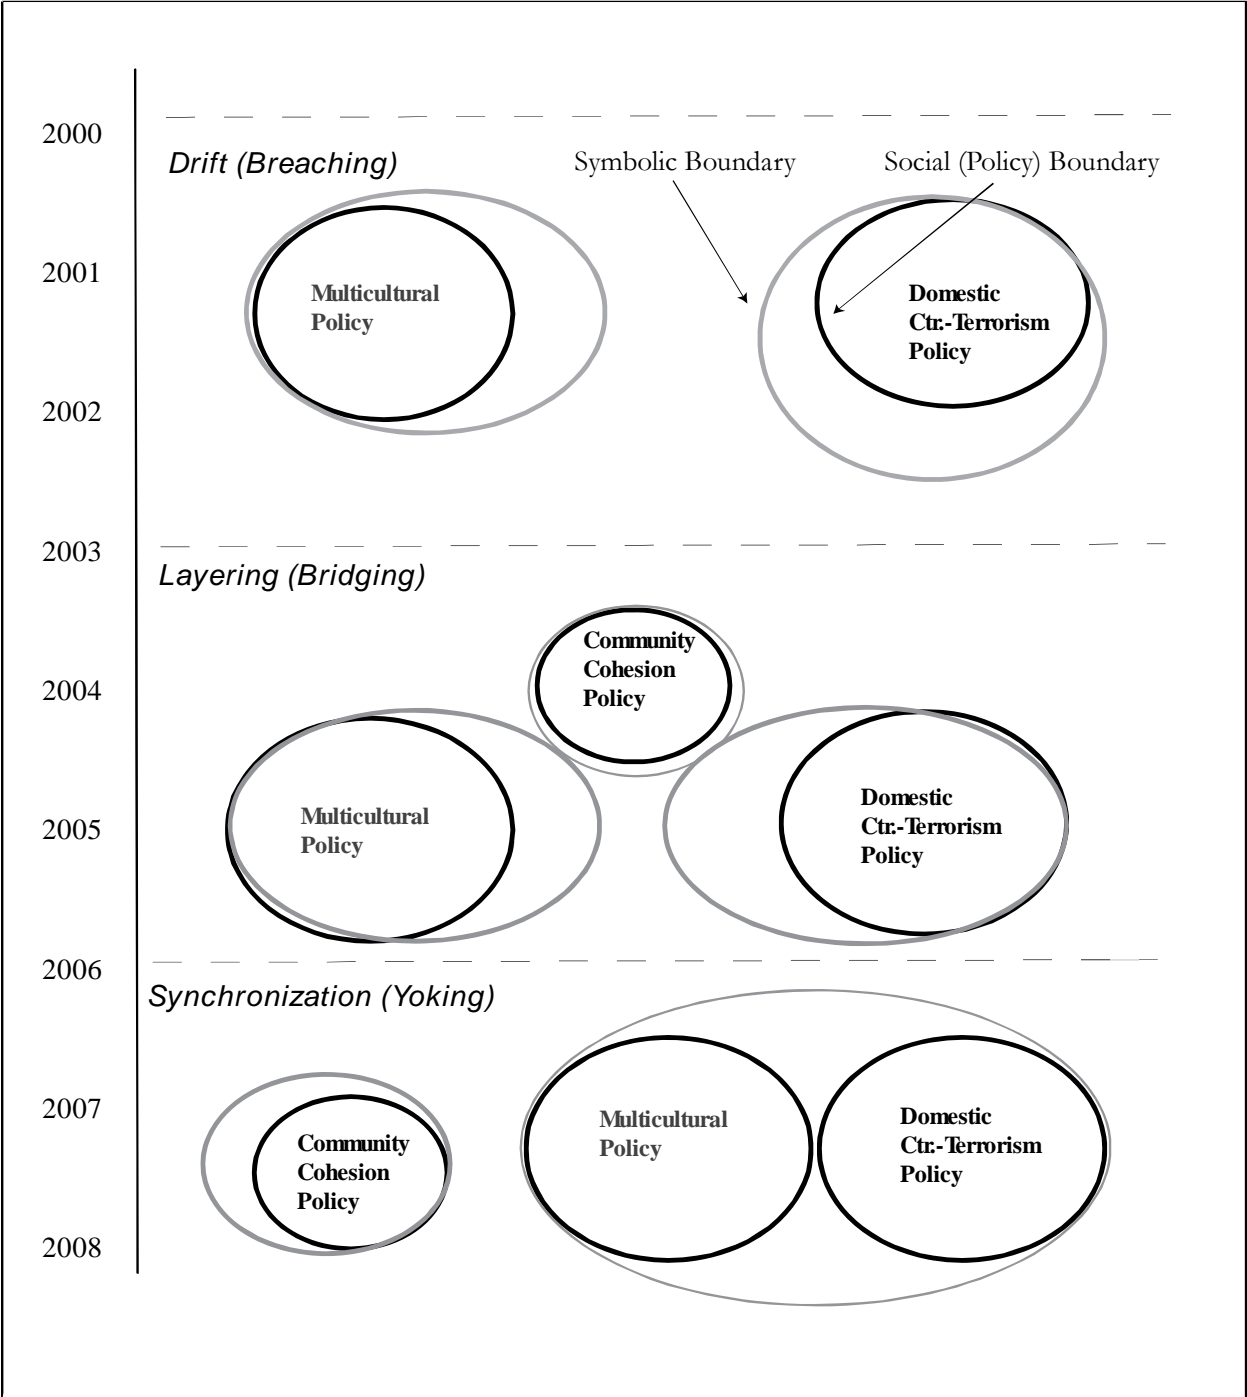 2000
Drift (Breaching)
Symbolic Boundary
Social (Policy) Boundary
2001
Multicultural
Policy
Domestic
Ctr.-Terrorism
Policy
2002
2003
Layering (Bridging)
Community
Cohesion
Policy
2004
Multicultural
Policy
Domestic
Ctr.-Terrorism
Policy
2005
2006
Synchronization (Yoking)
2007
Community
Cohesion
Policy
Multicultural
Policy
Domestic
Ctr.-Terrorism
Policy
2008